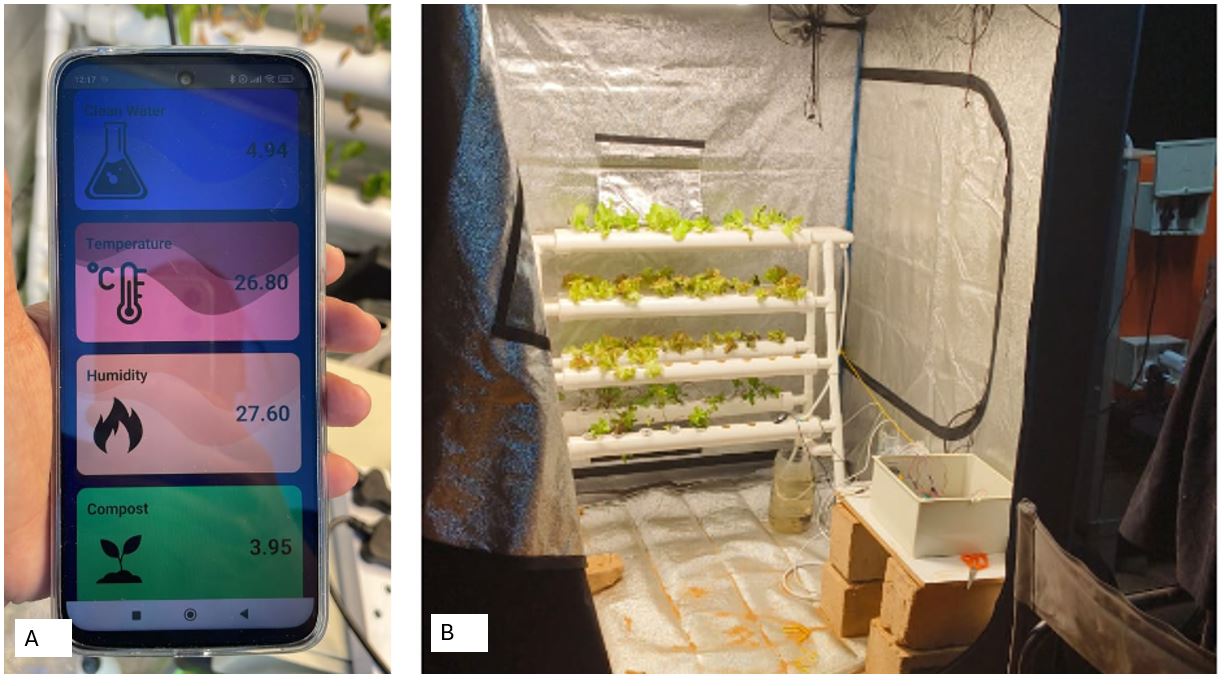 12:17
Clean Water
4.94
Temperature
°C
26.80
Humidity
27.60
Compost
3.95
A
B